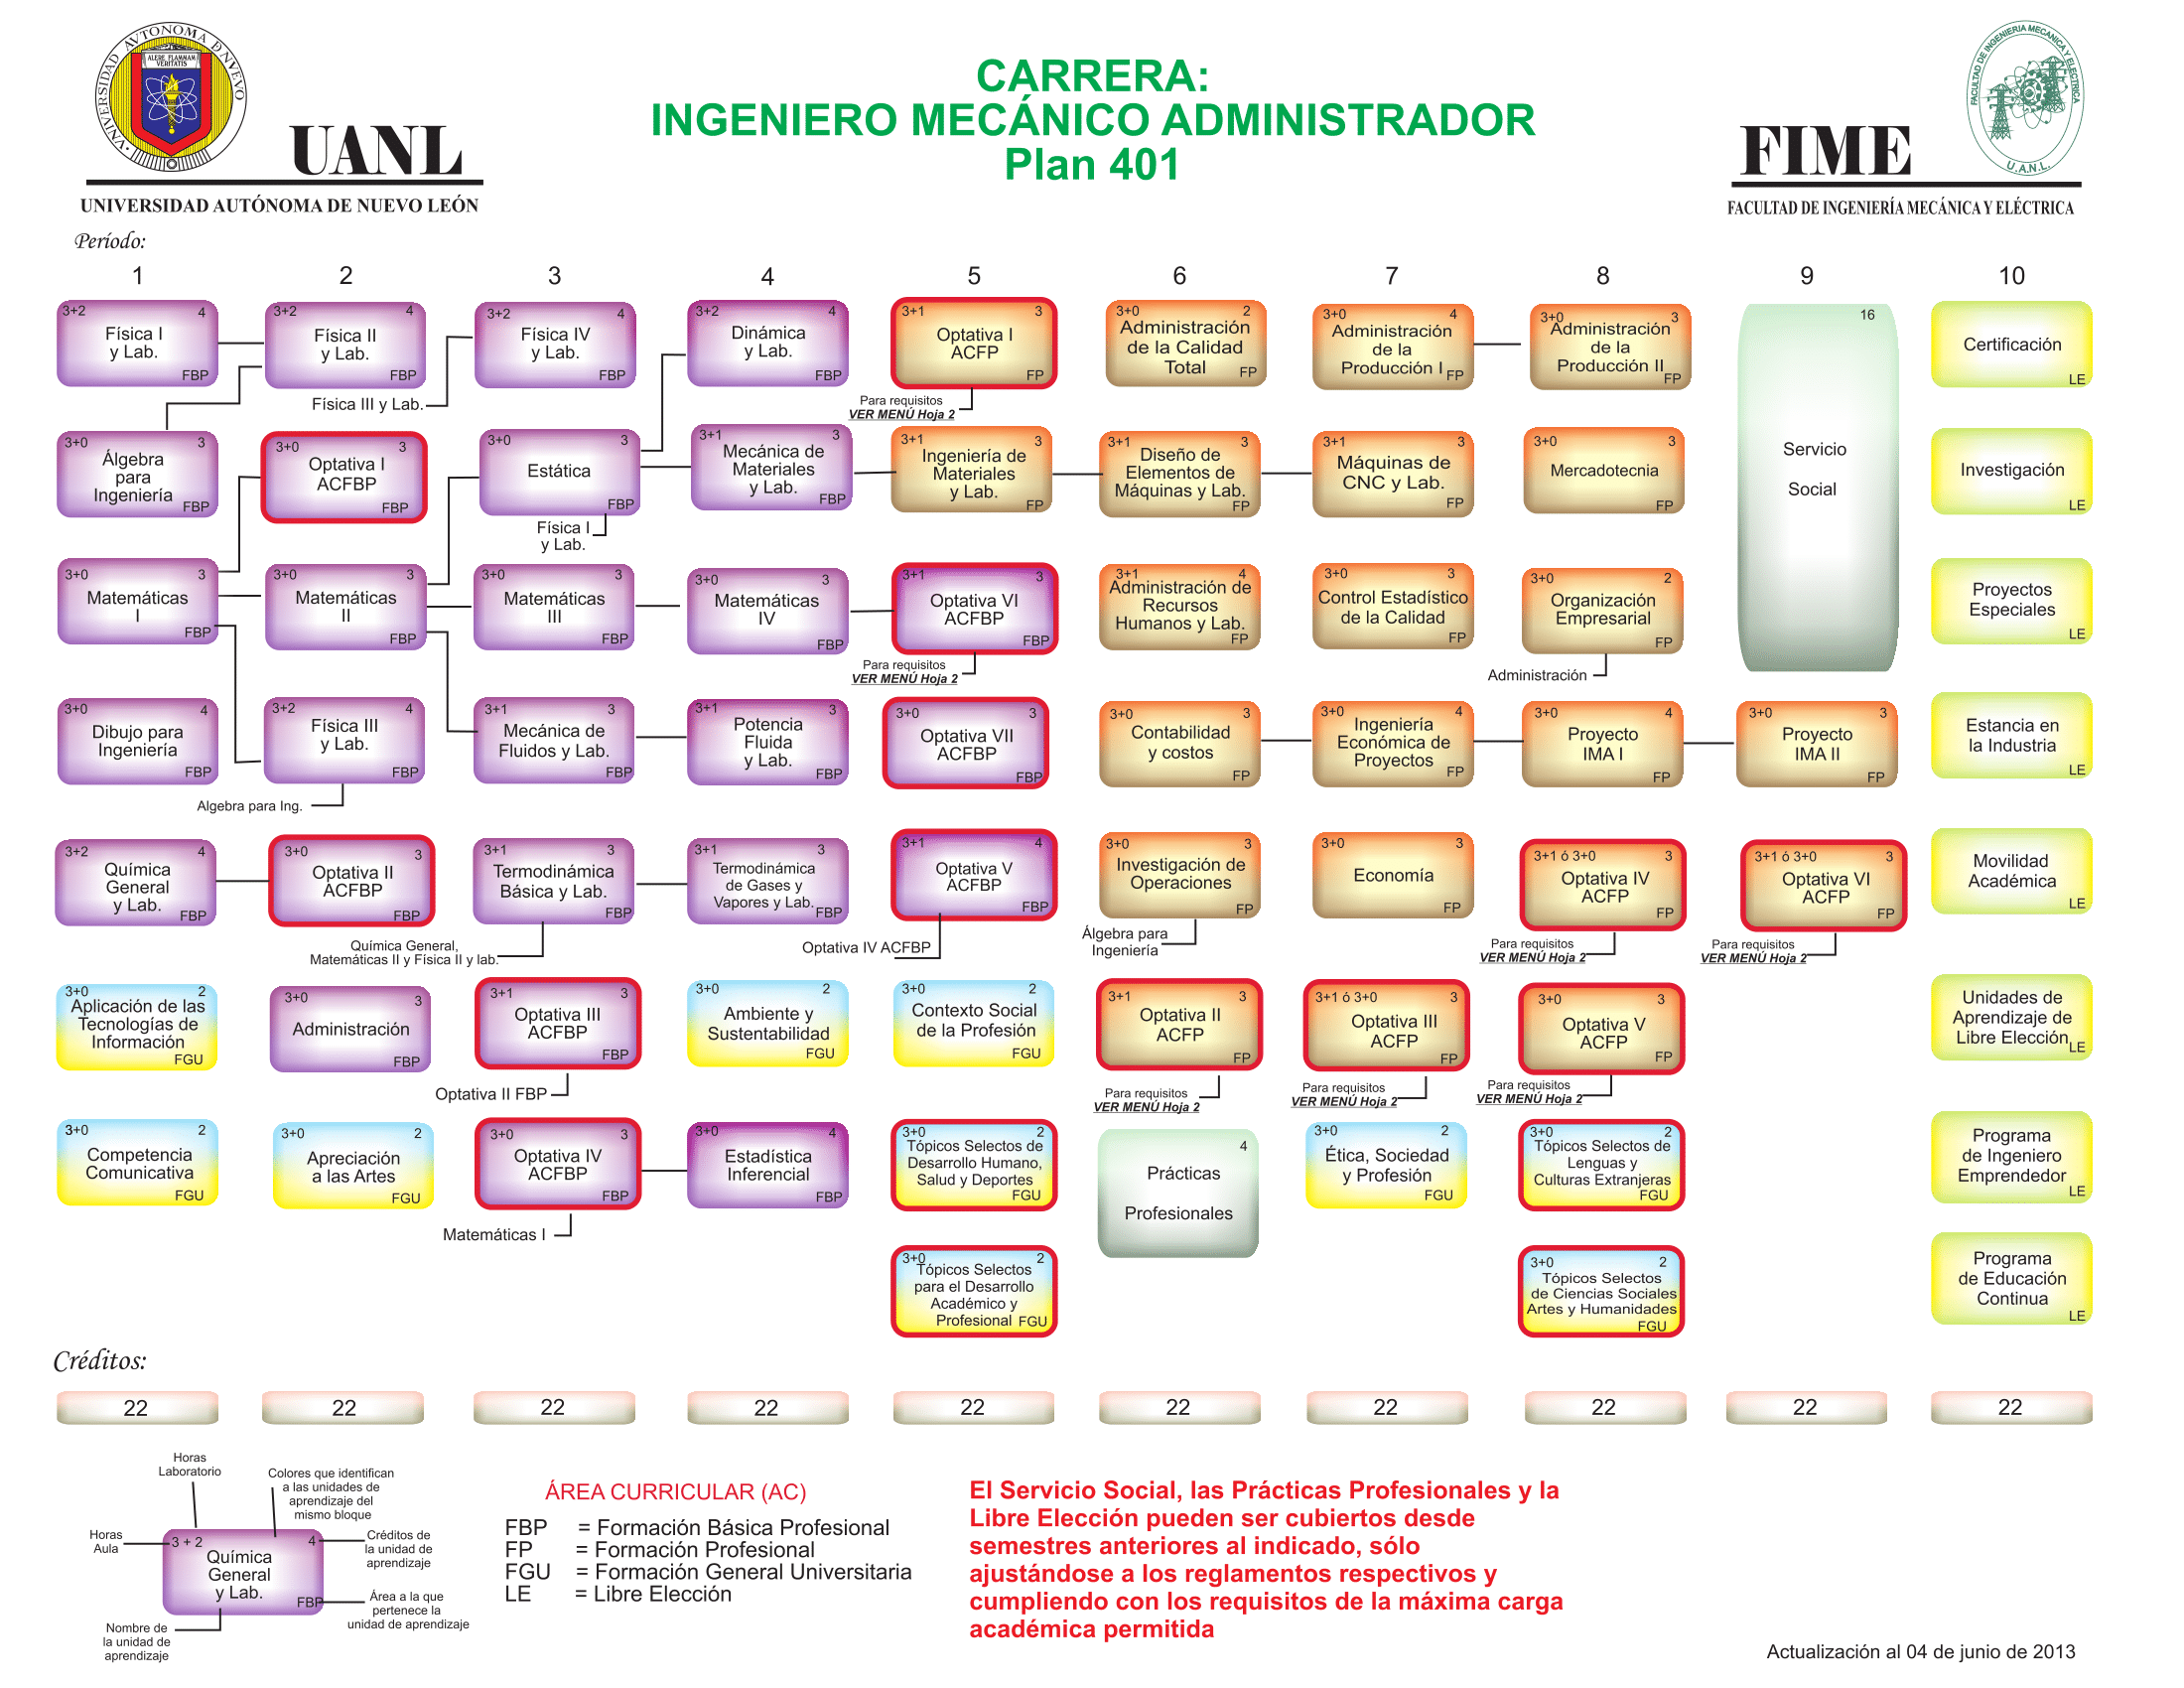 UNIVERSIDAD AUTONOMA DE NUEVO
ALERE FLAMMAM
VERITATIS
UANL
UNIVERSIDAD AUTÓNOMA DE NUEVO LEÓN
CARRERA:
INGENIERO MECÁNICO ADMINISTRADOR
Plan 401
FACULTAD DE INGENIERIA MECANICA Y ELECTRICA
U.A.N.L.
FIME
FACULTAD DE INGENIERÍA MECÁNICA Y ELÉCTRICA
Período:
1
2
3
4
5
6
7
8
9
10
3+2 4
Física I
y Lab.
FBP
3+2 4
Física II
y Lab.
FBP
Física III y Lab.
3+2 4
Física IV
y Lab.
FBP
3+2 4
Dinámica
y Lab.
FBP
3+1 3
Optativa I
ACFP
FP
Para requisitos
VER MENÚ Hoja 2
3+0 2
Administración
de la Calidad
Total
FP
3+0 4
Administración
de la
Producción I
FP
3+0 3
Administración
de la
Producción II
FP
16
Servicio
Social
Certificación
LE
3+0 3
Álgebra
para
Ingeniería
FBP
3+0 3
Optativa I
ACFBP
FBP
3+0 3
Estática
FBP
Física I
y Lab.
3+1 3
Mecánica de
Materiales
y Lab.
FBP
3+1 3
Ingeniería de
Materiales
y Lab.
FP
3+1 3
Diseño de
Elementos de
Máquinas y Lab.
FP
3+1 3
Máquinas de
CNC y Lab.
FP
3+0 3
Mercadotecnia
FP
Investigación
LE
3+0 3
Matemáticas
I
FBP
3+0 3
Matemáticas
II
FBP
3+0 3
Matemáticas
III
FBP
3+0 3
Matemáticas
IV
FBP
3+1 3
Optativa VI
ACFBP
FBP
Para requisitos
VER MENÚ Hoja 2
3+1 4
Administración de
Recursos
Humanos y Lab.
FP
3+0 3
Control Estadístico
de la Calidad
FP
3+0 2
Organización
Empresarial
FP
Administración
Proyectos
Especiales
LE
3+0 4
Dibujo para
Ingeniería
FBP
3+2 4
Física III
y Lab.
FBP
Algebra para Ing.
3+1 3
Mecánica de
Fluidos y Lab.
FBP
3+1 3
Potencia
Fluida
y Lab.
FBP
3+0 3
Optativa VII
ACFBP
FBP
3+0 3
Contabilidad
y costos
FP
3+0 4
Ingeniería
Económica de
Proyectos
FP
3+0 4
Proyecto
IMA I
FP
3+0 3
Proyecto
IMA II
FP
Estancia en
la Industria
LE
3+2 4
Química
General
y Lab.
FBP
3+0 3
Optativa II
ACFBP
FBP
3+1 3
Termodinámica
Básica y Lab.
FBP
Química General,
Matemáticas II y Física II y lab.
3+1 3
Termodinámica
de Gases y
Vapores y Lab.
FBP
3+1 4
Optativa V
ACFBP
FBP
Optativa IV ACFBP
3+0 3
Investigación de
Operaciones
FP
Álgebra para
Ingeniería
3+0 3
Economía
FP
3+1 ó 3+0 3
Optativa IV
ACFP
FP
Para requisitos
VER MENÚ Hoja 2
3+1 ó 3+0 3
Optativa VI
ACFP
FP
Para requisitos
VER MENÚ Hoja 2
Movilidad
Académica
LE
3+0 2
Aplicación de las
Tecnologías de
Información
FGU
3+0 3
Administración
FBP
3+1 3
Optativa III
ACFBP
FBP
Optativa II FBP
3+0 2
Ambiente y
Sustentabilidad
FGU
3+0 2
Contexto Social
de la Profesión
FGU
3+1 3
Optativa II
ACFP
FP
Para requisitos
VER MENÚ Hoja 2
3+1 ó 3+0 3
Optativa III
ACFP
FP
Para requisitos
VER MENÚ Hoja 2
3+0 3
Optativa V
ACFP
FP
Para requisitos
VER MENÚ Hoja 2
Unidades de
Aprendizaje de
Libre Elección
LE
3+0 2
Competencia
Comunicativa
FGU
3+0 2
Apreciación
a las Artes
FGU
3+0 3
Optativa IV
ACFBP
FBP
Matemáticas I
3+0 4
Estadística
Inferencial
FBP
3+0 2
Tópicos Selectos de
Desarrollo Humano,
Salud y Deportes
FGU
4
Prácticas
Profesionales
3+0 2
Ética, Sociedad
y Profesión
FGU
3+0 2
Tópicos Selectos de
Lenguas y
Culturas Extranjeras
FGU
Programa
de Ingeniero
Emprendedor
LE
3+0 2
Tópicos Selectos
para el Desarrollo
Académico y
Profesional FGU
3+0 2
Tópicos Selectos
de Ciencias Sociales
Artes y Humanidades
FGU
Programa
de Educación
Continua
LE
Créditos:
22
22
22
22
22
22
22
22
22
22
Horas
Laboratorio
Colores que identifican
a las unidades de
aprendizaje del
mismo bloque
Horas
Aula
3 + 2 4
Química
General
y Lab.
FBP
Créditos de
la unidad de
aprendizaje
Área a la que
pertenece la
unidad de aprendizaje
Nombre de
la unidad de
aprendizaje
ÁREA CURRICULAR (AC)
FBP = Formación Básica Profesional
FP = Formación Profesional
FGU = Formación General Universitaria
LE = Libre Elección
El Servicio Social, las Prácticas Profesionales y la
Libre Elección pueden ser cubiertos desde
semestres anteriores al indicado, sólo
ajustándose a los reglamentos respectivos y
cumpliendo con los requisitos de la máxima carga
académica permitida
Actualización al 04 de junio de 2013